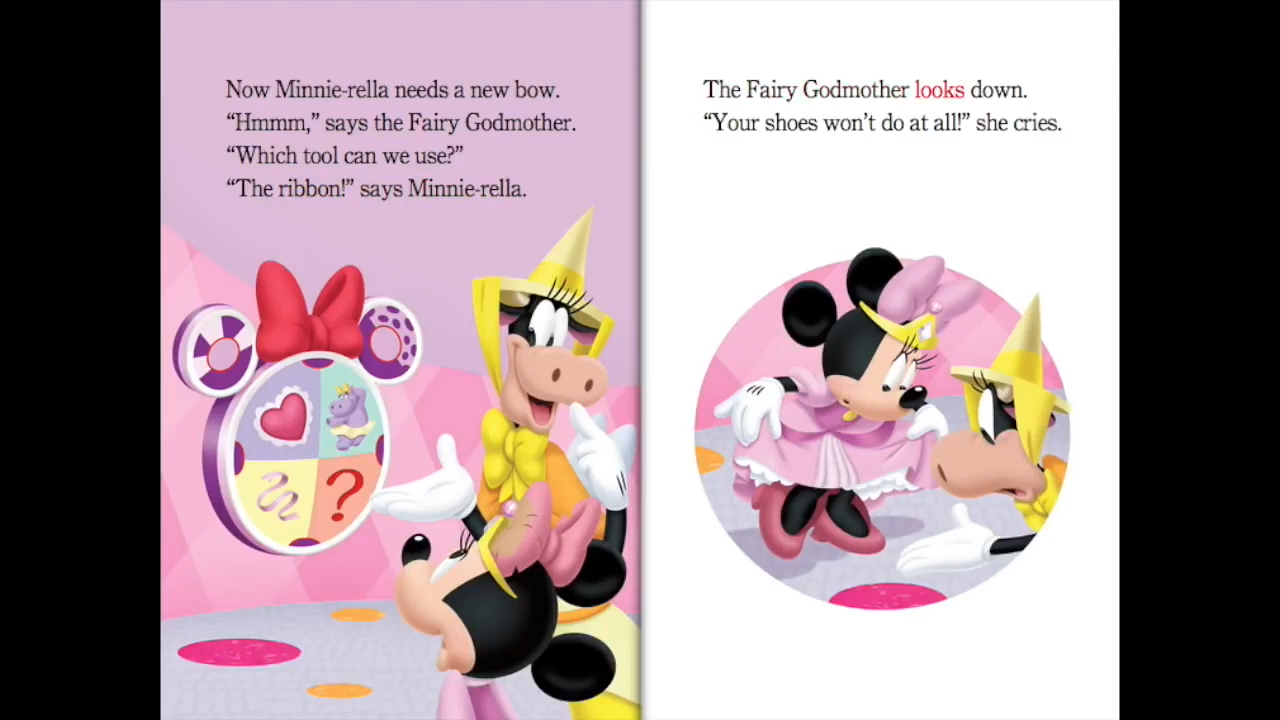 Now Minnie-rella needs a new bow.
“Hmmm,” says the Fairy Godmother.
“Which tool can we use?”
“The ribbon!” says Minnie-rella.
The Fairy Godmother looks down.
“Your shoes won’t do at all!” she cries.
?